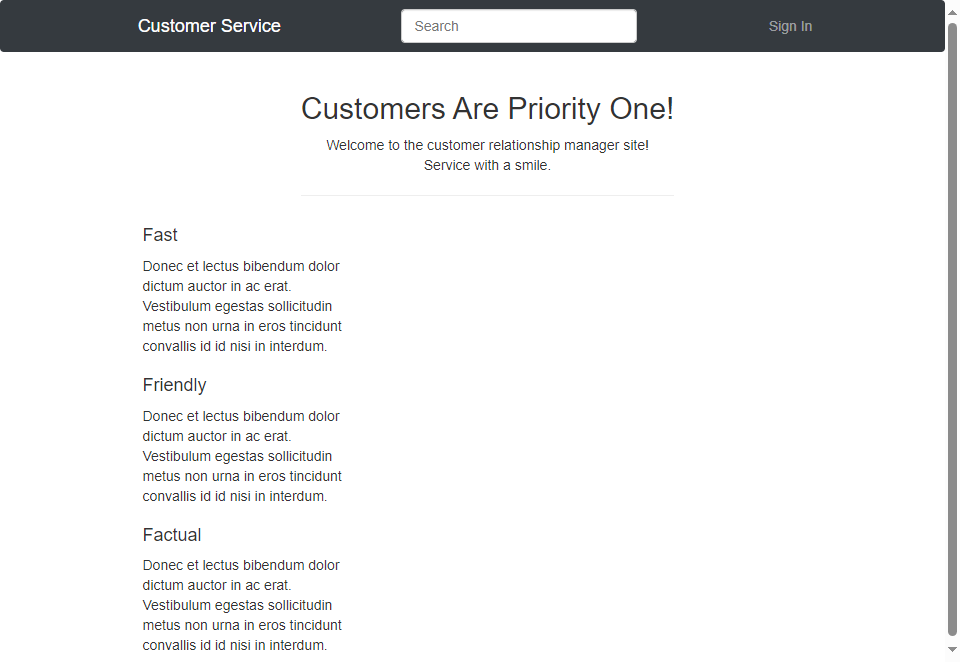 Customer Service
Search
Sign In
Customers Are Priority One!
Welcome to the customer relationship manager site!
Service with a smile.
Fast
Donec et lectus bibendum dolor
dictum auctor in ac erat.
Vestibulum egestas sollicitudin
metus non urna in eros tincidunt
convallis id id nisi in interdum.
Friendly
Donec et lectus bibendum dolor
dictum auctor in ac erat.
Vestibulum egestas sollicitudin
metus non urna in eros tincidunt
convallis id id nisi in interdum.
Factual
Donec et lectus bibendum dolor
dictum auctor in ac erat.
Vestibulum egestas sollicitudin
metus non urna in eros tincidunt
convallis id id nisi in interdum.